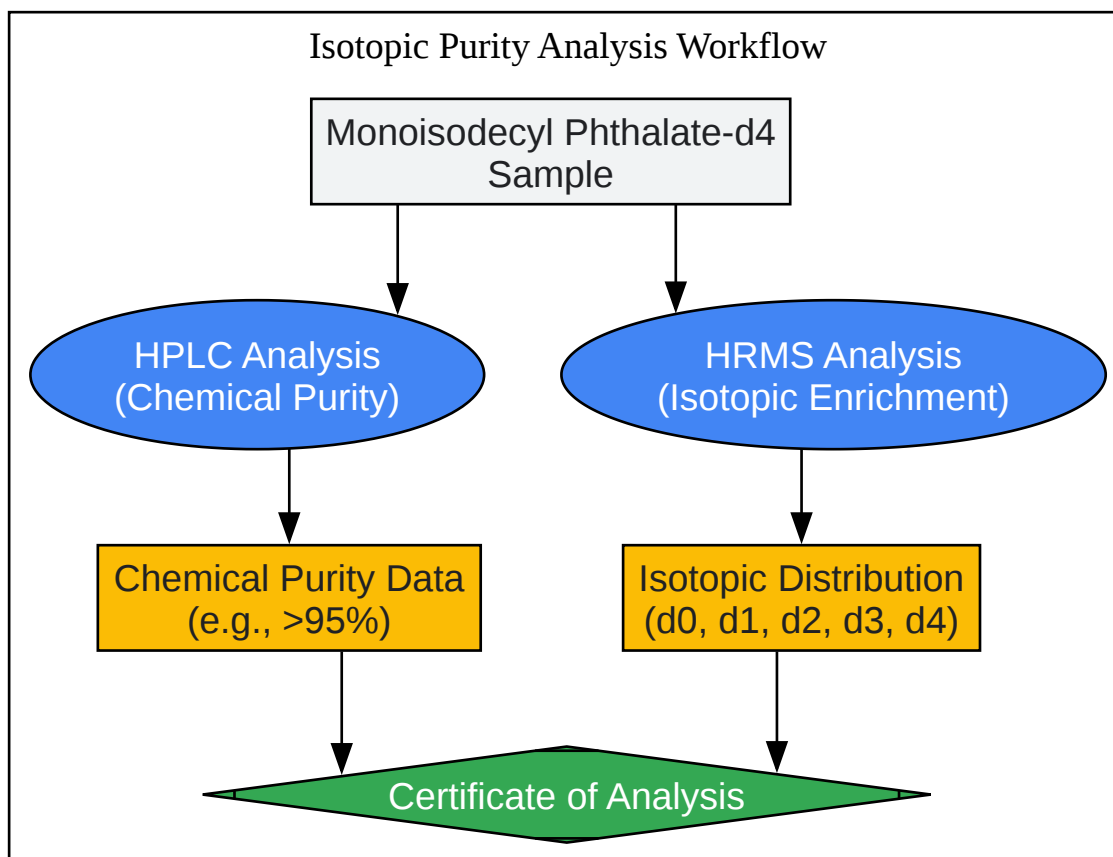 Isotopic Purity Analysis Workflow
Monoisodecyl Phthalate-d4
Sample
HPLC Analysis
(Chemical Purity)
HRMS Analysis
(Isotopic Enrichment)
Chemical Purity Data
(e.g., >95%)
Isotopic Distribution
(d0, d1, d2, d3, d4)
Certificate of Analysis